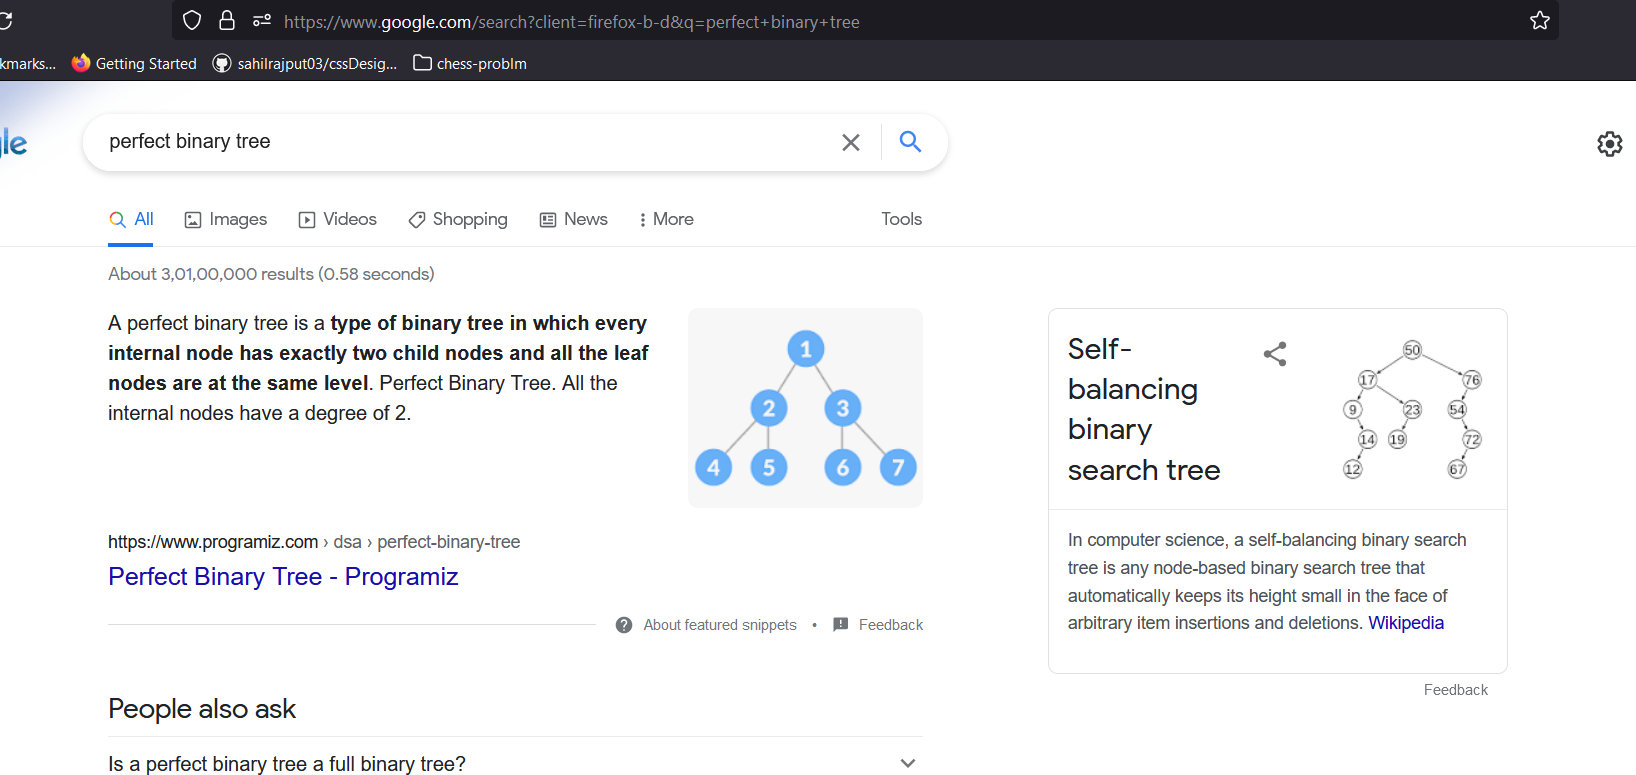 https://www.google.com/search?client=firefox-b-d&q=perfect+binary+tree
kmarks...
Getting Started
sahilrajput03/cssDesig...
chess-problm
le
perfect binary tree
All
Images
Videos
Shopping
News
More
Tools
About 3,01,00,000 results (0.58 seconds)
A perfect binary tree is a type of binary tree in which every
internal node has exactly two child nodes and all the leaf
nodes are at the same level. Perfect Binary Tree. All the
internal nodes have a degree of 2.
1
2 3
4 5 6 7
https://www.programiz.com › dsa › perfect-binary-tree
Perfect Binary Tree - Programiz
About featured snippets • Feedback
People also ask
Is a perfect binary tree a full binary tree?
Self-
balancing
binary
search tree
50
17 76
9 23 54
14 19 72
12 67
In computer science, a self-balancing binary search
tree is any node-based binary search tree that
automatically keeps its height small in the face of
arbitrary item insertions and deletions. Wikipedia
Feedback